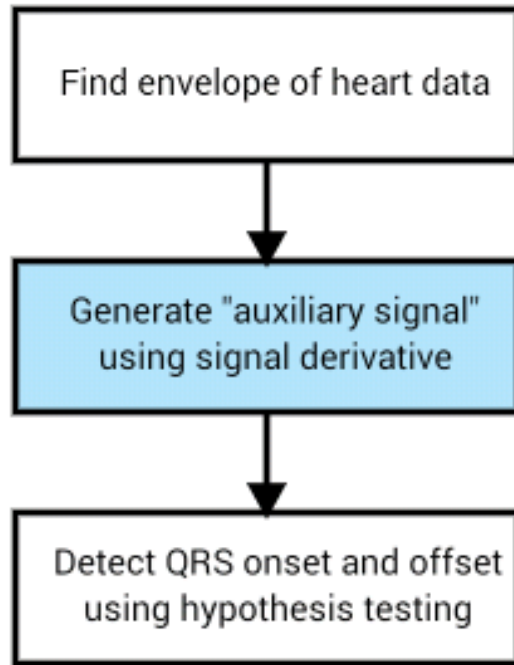 Find envelope of heart data
Generate "auxiliary signal"
using signal derivative
Detect QRS onset and offset
using hypothesis testing